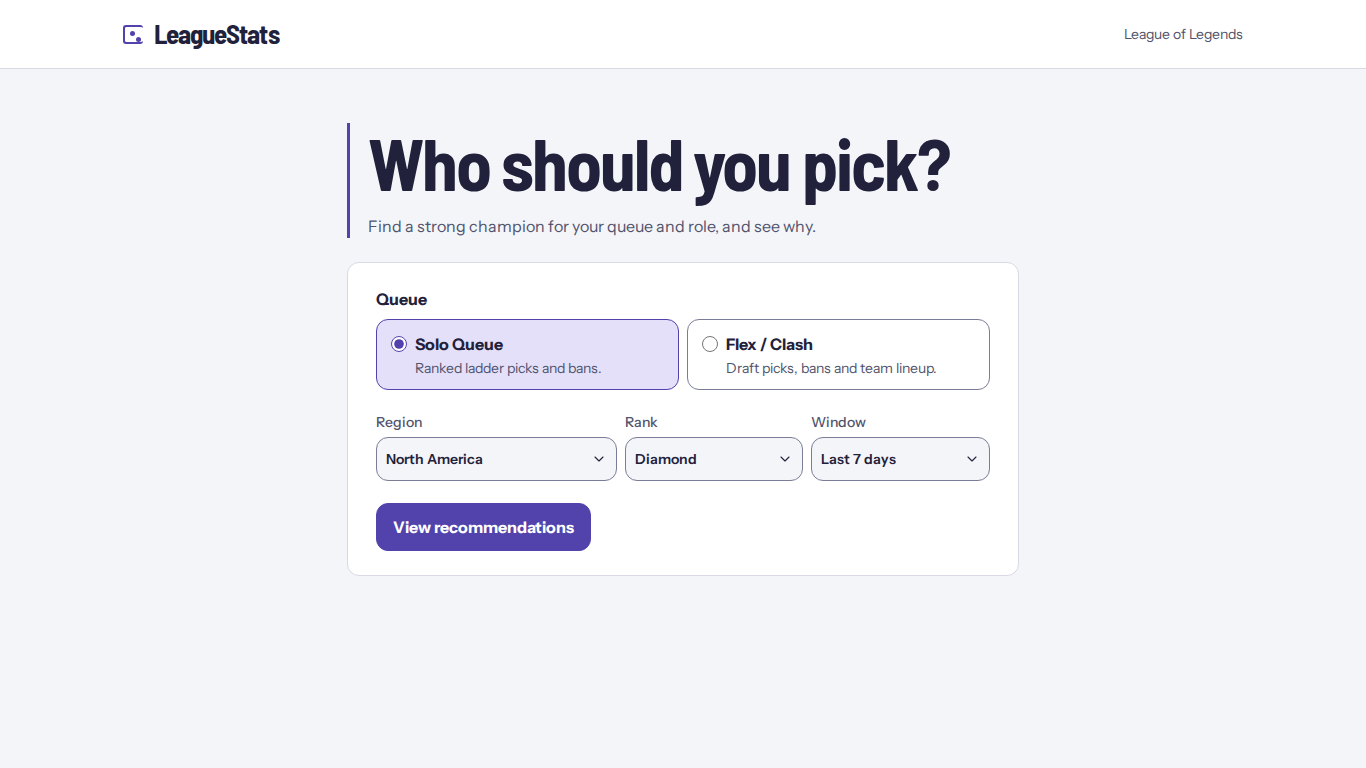 LeagueStats
League of Legends
Who should you pick?
Find a strong champion for your queue and role, and see why.
Queue
Solo Queue
Ranked ladder picks and bans.
Flex / Clash
Draft picks, bans and team lineup.
Region
Rank
Window
North America
Diamond
Last 7 days
View recommendations